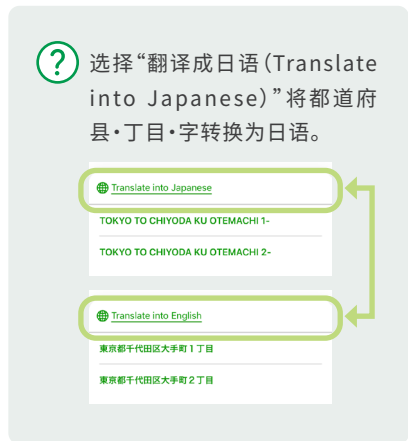 ?
选择“翻译成日语(Translate
into Japanese)”将都道府
县•丁目•字转换为日语。
Translate into Japanese
TOKYO TO CHIYODA KU OTEMACHI 1-
TOKYO TO CHIYODA KU OTEMACHI 2-
Translate into English
東京都千代田区大手町1丁目
東京都千代田区大手町2丁目